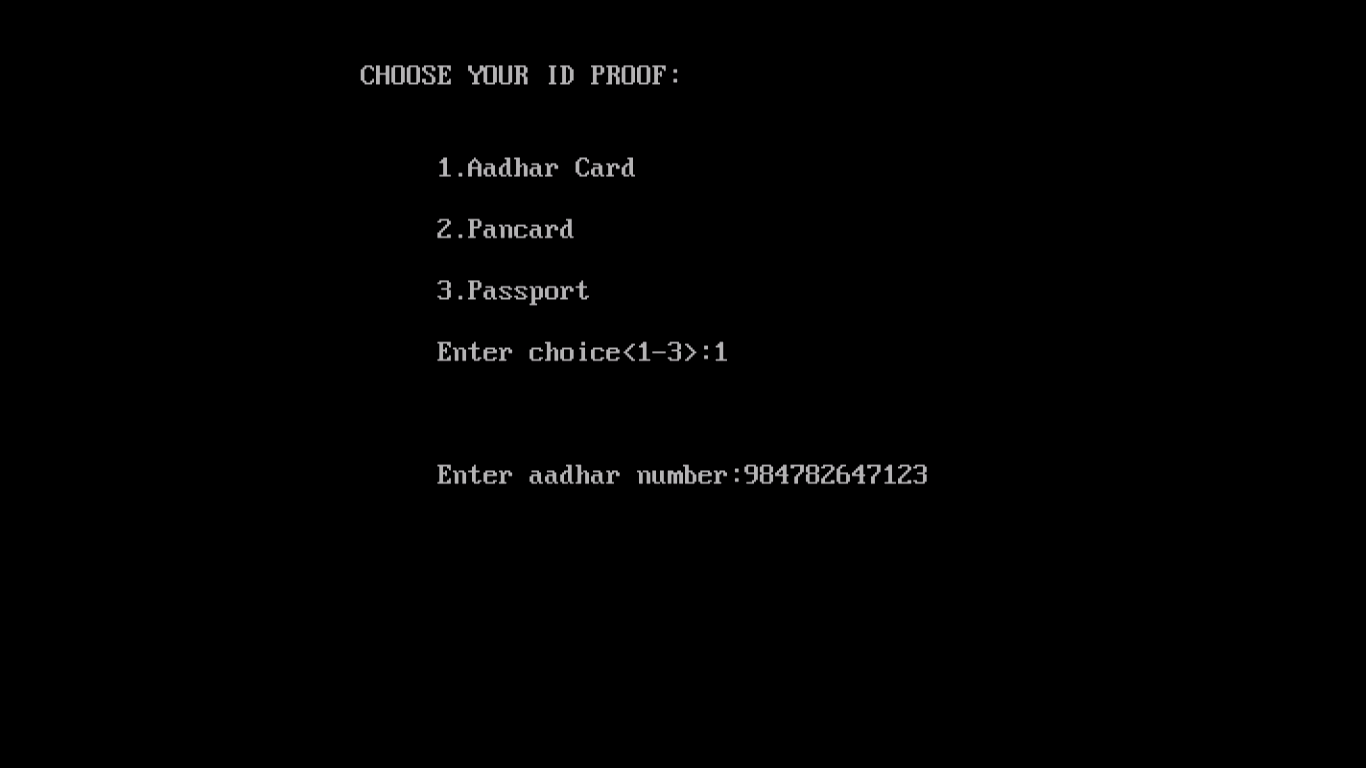 CHOOSE YOUR ID PROOF:
1.Aadhar Card
2.Pancard
3.Passport
Enter choice<1-3>:1
Enter aadhar number:984782647123